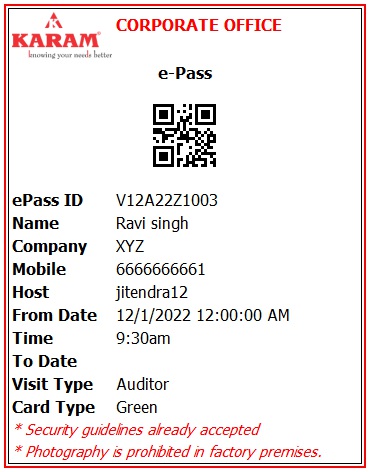 CORPORATE OFFICE
KARAM®
knowing your needs better
e-Pass
ePass ID V12A22Z1003
Name Ravi singh
Company XYZ
Mobile 6666666661
Host jitendra12
From Date 12/1/2022 12:00:00 AM
Time 9:30am
To Date
Visit Type Auditor
Card Type Green
* Security guidelines already accepted
* Photography is prohibited in factory premises.